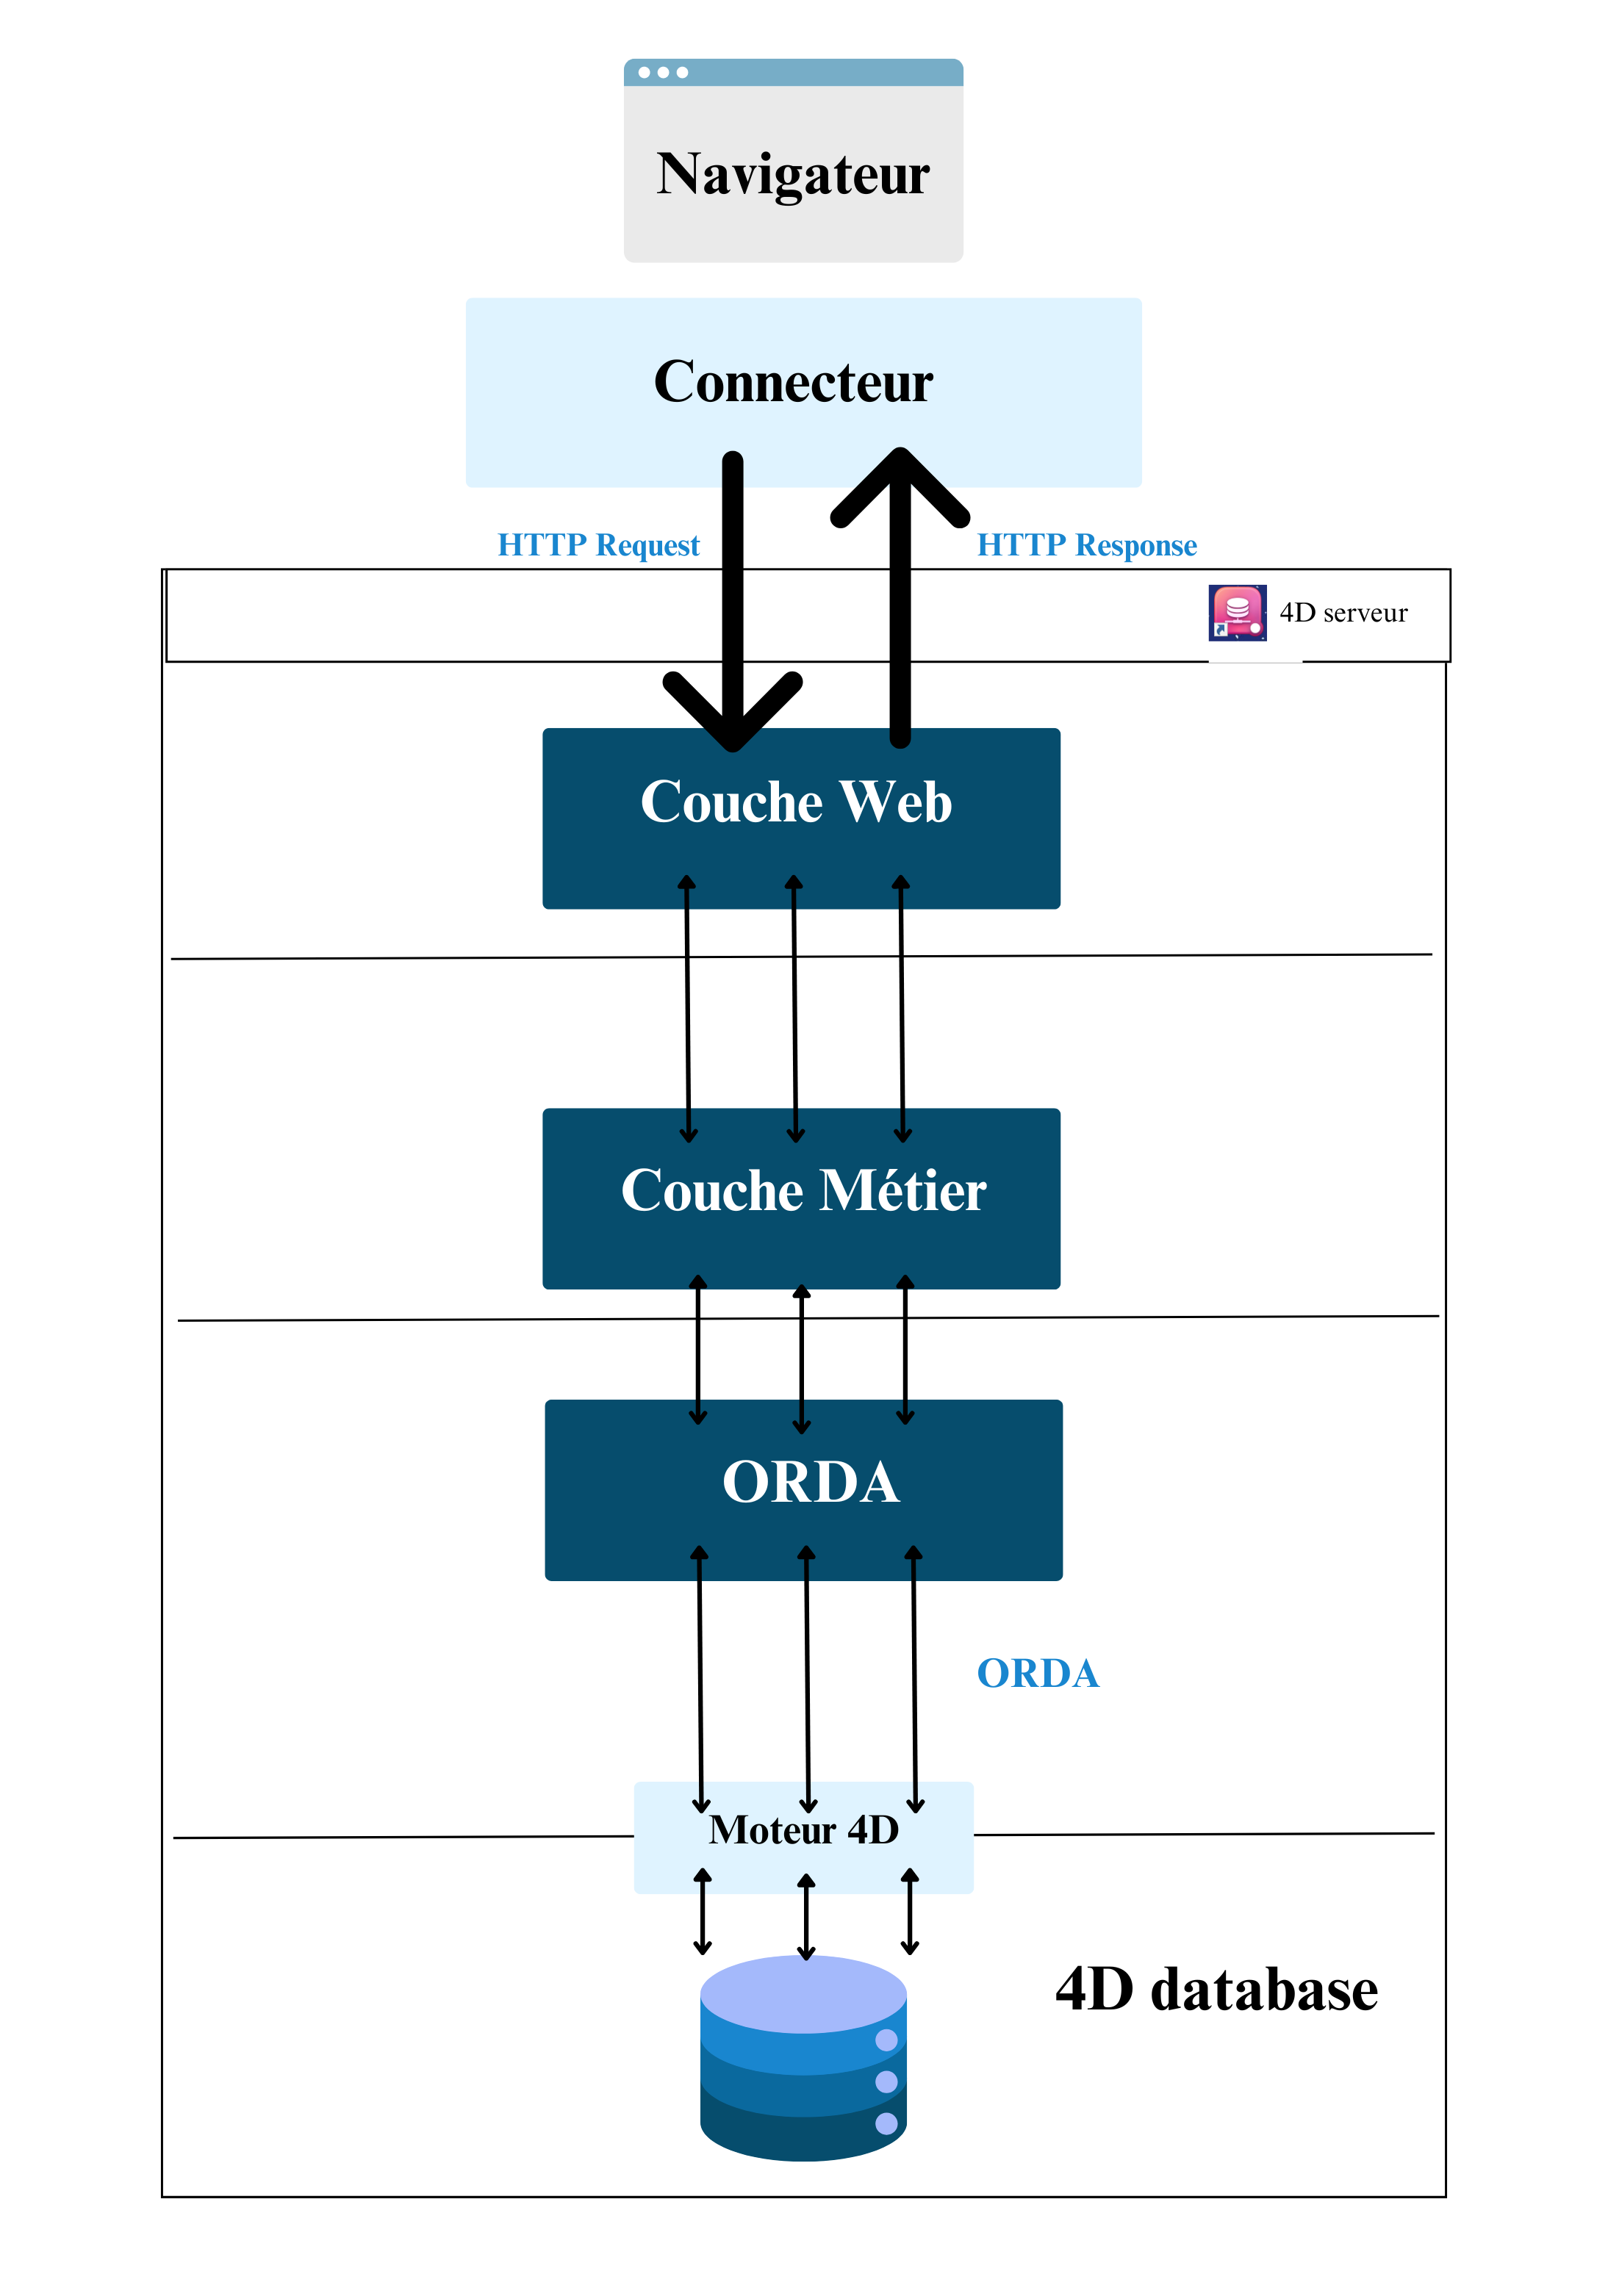 Navigateur
Connecteur
HTTP Request
HTTP Response
4D serveur
Couche Web
Couche Métier
ORDA
ORDA
Moteur 4D
4D database